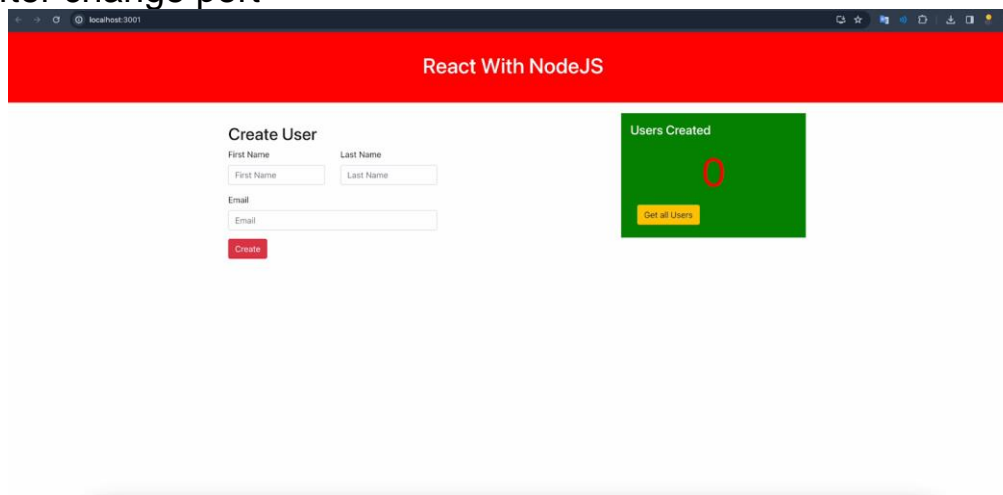 after change port
localhost:3001
React With NodeJS
Create User
First Name
Last Name
First Name
Last Name
Email
Email
Create
Users Created
0
Get all Users